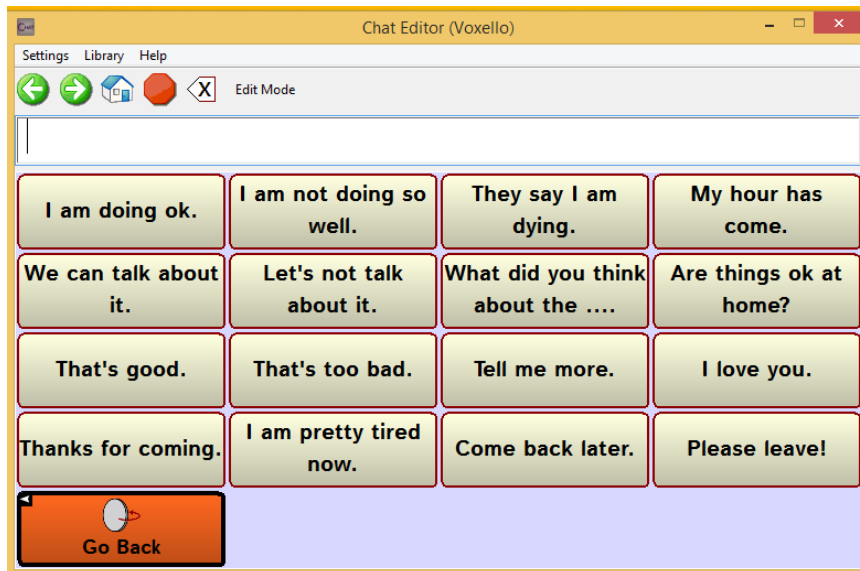 Chat
Chat Editor (Voxello)
Settings Library Help
X Edit Mode
I am doing ok.
I am not doing so
well.
They say I am
dying.
My hour has
come.
We can talk about
it.
Let's not talk
about it.
What did you think
about the ....
Are things ok at
home?
That's good.
That's too bad.
Tell me more.
I love you.
Thanks for coming.
I am pretty tired
now.
Come back later.
Please leave!
Go Back